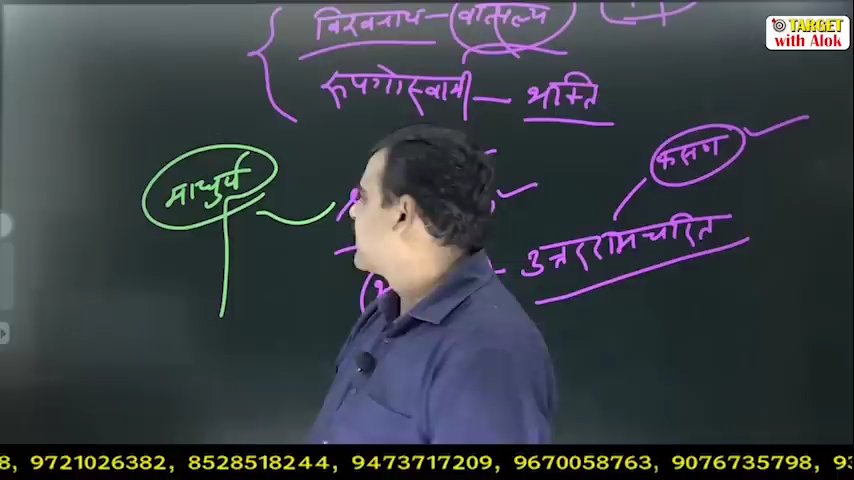 विश्वनाथ - वात्सल्य
रूपगोस्वामी - भक्ति
माधुर्य
करुण
- उत्तररामचरित
TARGET
with Alok
8, 9721026382, 8528518244, 9473717209, 9670058763, 9076735798, 93